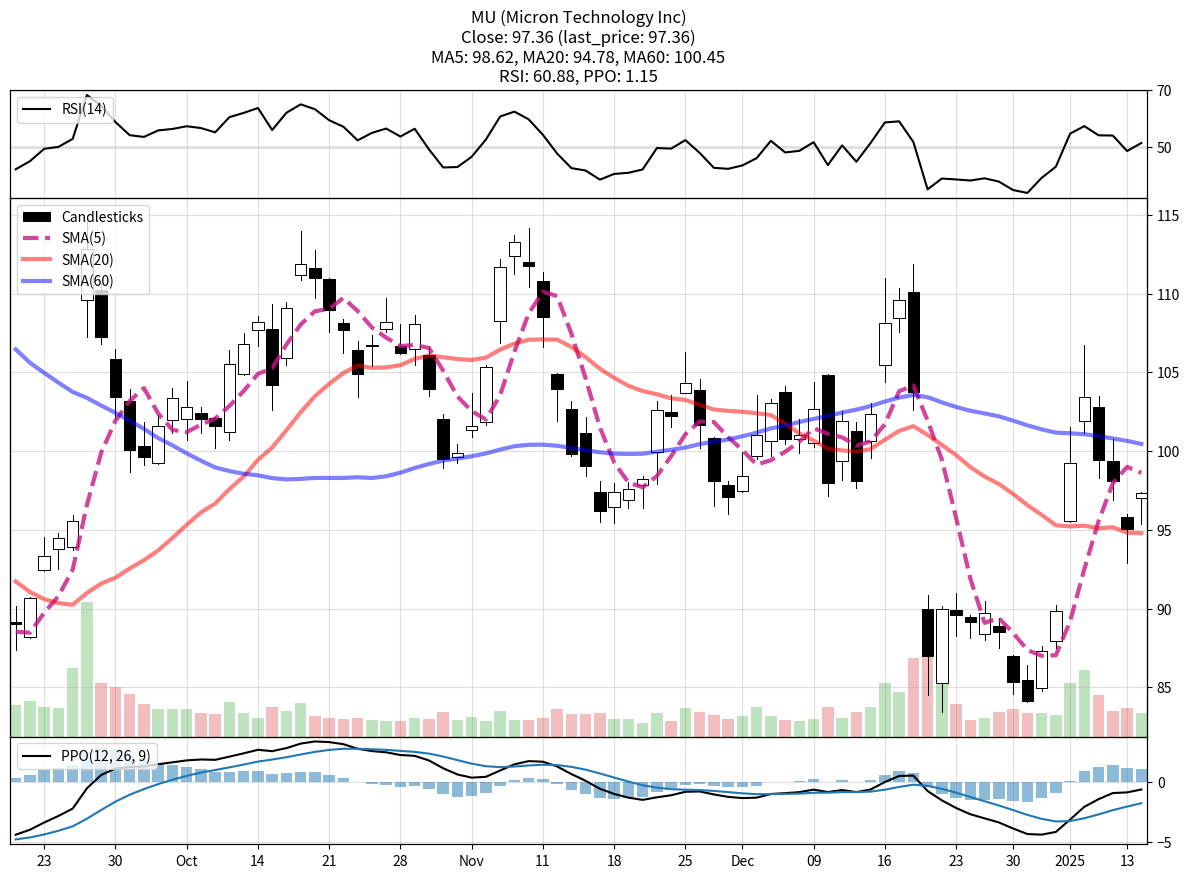 MU (Micron Technology Inc)
Close: 97.36 (last_price: 97.36)
MA5: 98.62, MA20: 94.78, MA60: 100.45
RSI: 60.88, PPO: 1.15
RSI(14)
70
50
Candlesticks
SMA(5)
SMA(20)
SMA(60)
115
110
105
100
95
90
85
PPO(12, 26, 9)
0
−5
23 30 Oct 14 21 28 Nov 11 18 25 Dec 09 16 23 30 2025 13